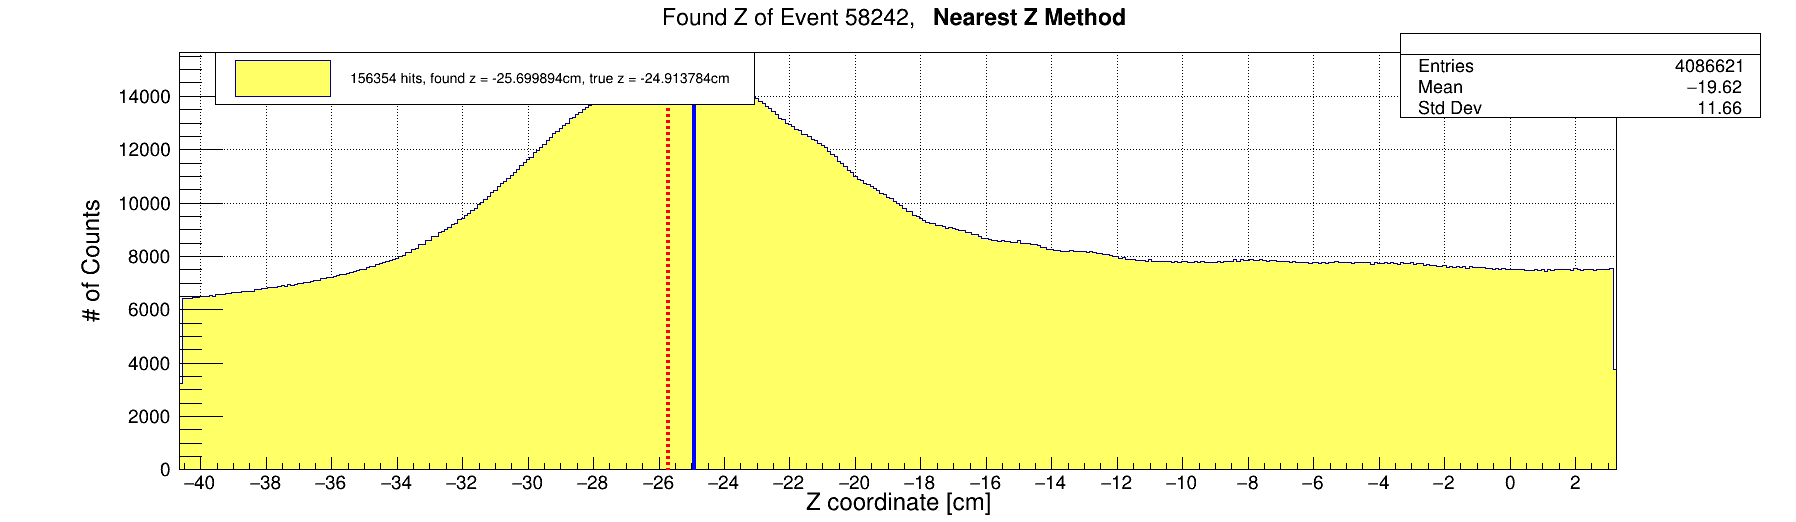 Found Z of Event 58242, Nearest Z Method
156354 hits, found z = -25.699894cm, true z = -24.913784cm
Entries 4086621
Mean −19.62
Std Dev 11.66
14000
12000
10000
8000
6000
4000
2000
0
# of Counts
−40 −38 −36 −34 −32 −30 −28 −26 −24 −22 −20 −18 −16 −14 −12 −10 −8 −6 −4 −2 0 2
Z coordinate [cm]